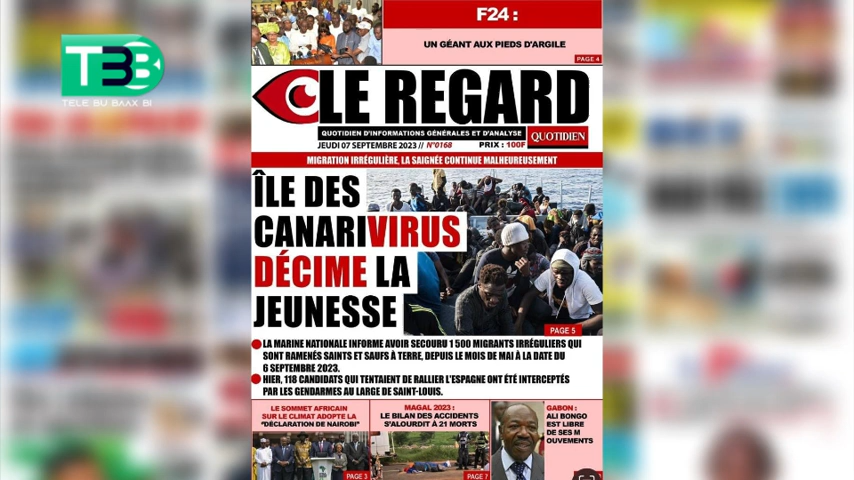 T3B
TELE BU BAAX BI
F24 :
UN GÉANT AUX PIEDS D'ARGILE
PAGE 4
LE REGARD
QUOTIDIEN D'INFORMATIONS GÉNÉRALES ET D'ANALYSE
QUOTIDIEN
JEUDI 07 SEPTEMBRE 2023 // N°0168 PRIX : 100F
MIGRATION IRRÉGULIÈRE, LA SAIGNÉE CONTINUE MALHEUREUSEMENT
ÎLE DES
CANARIVIRUS
DÉCIME LA
JEUNESSE
PAGE 5
LA MARINE NATIONALE INFORME AVOIR SECOURU 1 500 MIGRANTS IRRÉGULIERS QUI
SONT RAMENÉS SAINTS ET SAUFS À TERRE, DEPUIS LE MOIS DE MAI À LA DATE DU
6 SEPTEMBRE 2023.
HIER, 118 CANDIDATS QUI TENTAIENT DE RALLIER L'ESPAGNE ONT ÉTÉ INTERCEPTÉS
PAR LES GENDARMES AU LARGE DE SAINT-LOUIS.
LE SOMMET AFRICAIN
SUR LE CLIMAT ADOPTE LA
"DÉCLARATION DE NAIROBI"
PAGE 3
MAGAL 2023 :
LE BILAN DES ACCIDENTS
S'ALOURDIT À 21 MORTS
PAGE 7
GABON :
ALI BONGO
EST LIBRE
DE SES M
OUVEMENTS